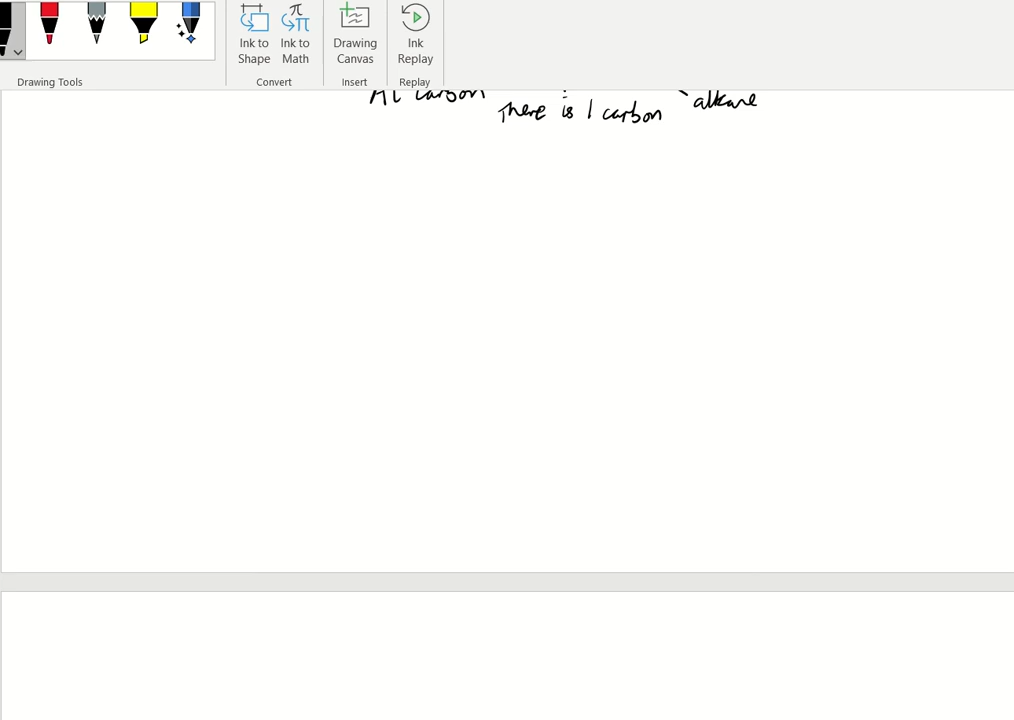 Ink to Shape
Ink to Math
Drawing Canvas
Ink Replay
Drawing Tools
Convert
Insert
Replay
At carbon
There is 1 carbon
alkane